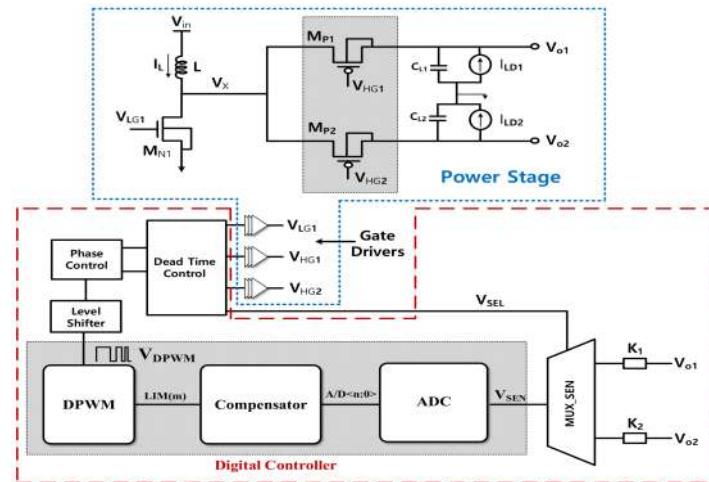 Vin
IL
L
VX
VLG1
MN1
MP1
VHG1
MP2
VHG2
CL1
ILD1
CL2
ILD2
Vo1
Vo2
Power Stage
Phase
Control
Dead Time
Control
VLG1
VHG1
VHG2
Gate
Drivers
Level
Shifter
VSEL
VDPWM
DPWM
LIM(m)
Compensator
A/D<n:0>
ADC
VSEN
MUX_SEN
K1
Vo1
K2
Vo2
Digital Controller